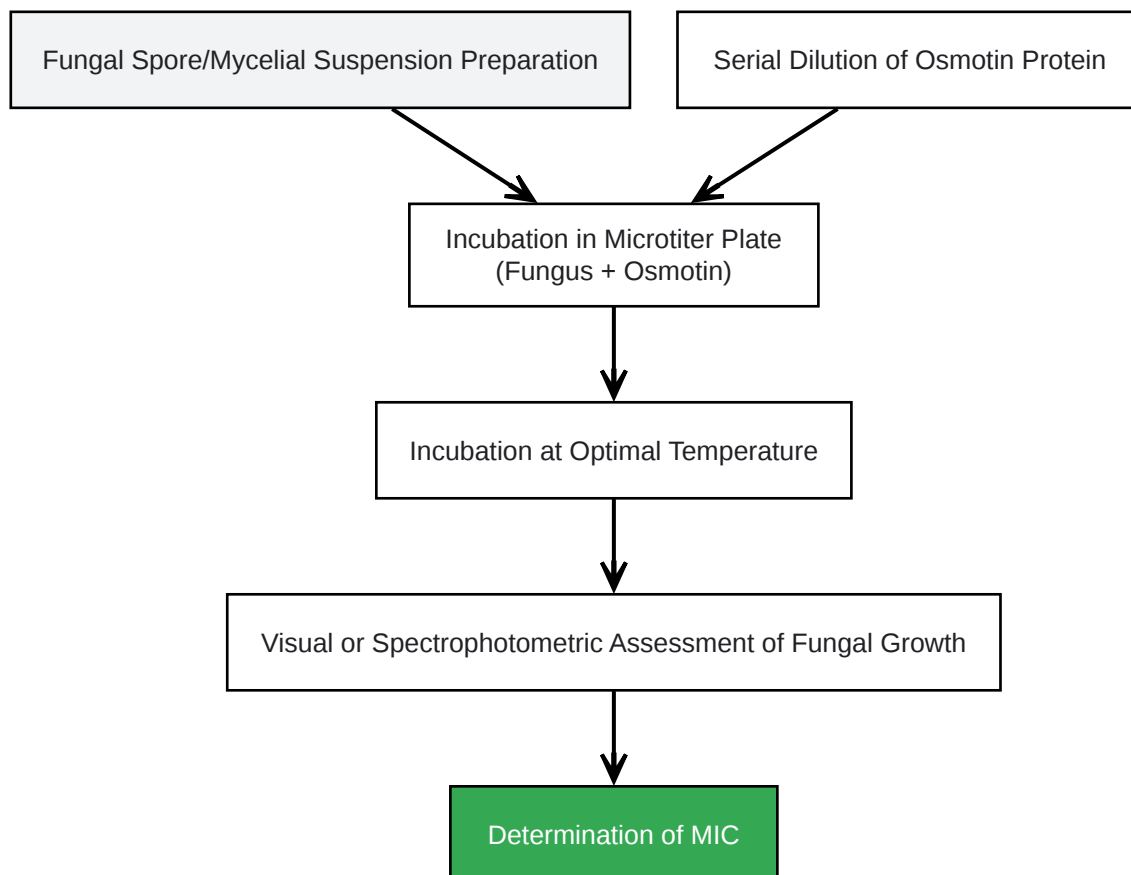 Fungal Spore/Mycelial Suspension Preparation
Serial Dilution of Osmotin Protein
Incubation in Microtiter Plate
(Fungus + Osmotin)
Incubation at Optimal Temperature
Visual or Spectrophotometric Assessment of Fungal Growth
Determination of MIC